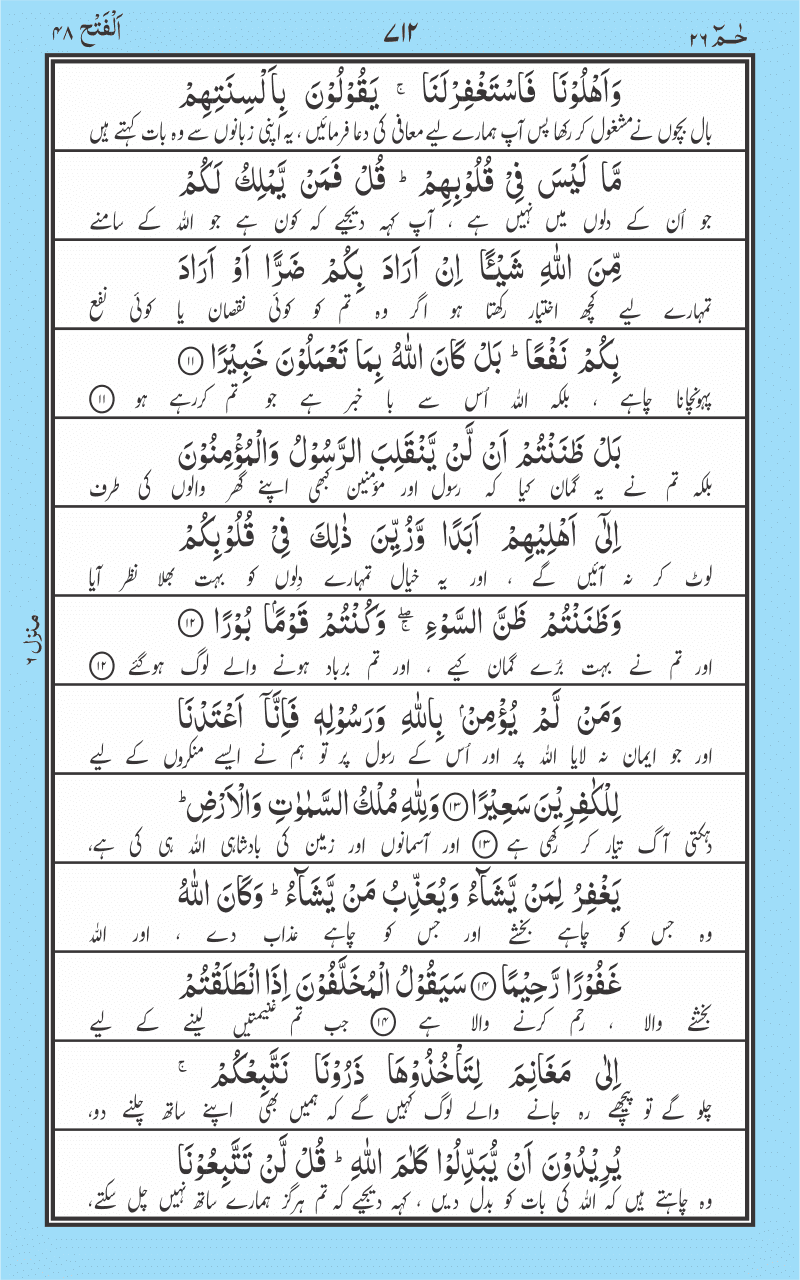 حٰـمٓ ٢٦
٧١٢
اَلْفَتْح ٤٨
وَاَهْلُوْنَا فَاسْتَغْفِرْلَنَا ۚ يَقُوْلُوْنَ بِاَلْسِنَتِهِمْ
بال بچوں نے مشغول کر رکھا پس آپ ہمارے لیے معافی کی دعا فرمائیں ، یہ اپنی زبانوں سے وہ بات کہتے ہیں
مَّا لَيْسَ فِىْ قُلُوْبِهِمْ ؕ قُلْ فَمَنْ يَّمْلِكُ لَكُمْ
جو اُن کے دلوں میں نہیں ہے ، آپ کہہ دیجیے کہ کون ہے جو اللہ کے سامنے
مِّنَ اللّٰهِ شَيْـًٔـا اِنْ اَرَادَ بِكُمْ ضَرًّا اَوْ اَرَادَ
تمہارے لیے کچھ اختیار رکھتا ہو اگر وہ تم کو کوئی نقصان یا کوئی نفع
بِكُمْ نَفْعًا ؕ بَلْ كَانَ اللّٰهُ بِمَا تَعْمَلُوْنَ خَبِيْرًا ۝۱۱
پہونچانا چاہے ، بلکہ اللہ اُس سے با خبر ہے جو تم کررہے ہو ۝۱۱
بَلْ ظَنَنْتُمْ اَنْ لَّنْ يَّنْقَلِبَ الرَّسُوْلُ وَالْمُؤْمِنُوْنَ
بلکہ تم نے یہ گمان کیا کہ رسول اور مؤمنین کبھی اپنے گھر والوں کی طرف
اِلٰٓى اَهْلِيْهِمْ اَبَدًا وَّزُيِّنَ ذٰلِكَ فِىْ قُلُوْبِكُمْ
لوٹ کر نہ آئیں گے ، اور یہ خیال تمہارے دِلوں کو بہت بھلا نظر آیا
وَظَنَنْتُمْ ظَنَّ السَّوْءِ ۖۚ وَكُنْتُمْ قَوْمًاۢ بُوْرًا ۝۱۲
اور تم نے بہت بُرے گمان کیے ، اور تم برباد ہونے والے لوگ ہوگئے ۝۱۲
وَمَنْ لَّمْ يُؤْمِنْۢ بِاللّٰهِ وَرَسُوْلِهٖ فَاِنَّاۤ اَعْتَدْنَا
اور جو ایمان نہ لایا اللہ پر اور اُس کے رسول پر تو ہم نے ایسے منکروں کے لیے
لِلْكٰفِرِيْنَ سَعِيْرًا ۝۱۳ وَلِلّٰهِ مُلْكُ السَّمٰوٰتِ وَالْاَرْضِ ؕ
دہکتی آگ تیار کر رکھی ہے ۝۱۳ اور آسمانوں اور زمین کی بادشاہی اللہ ہی کی ہے،
يَغْفِرُ لِمَنْ يَّشَآءُ وَيُعَذِّبُ مَنْ يَّشَآءُ ؕ وَكَانَ اللّٰهُ
وہ جس کو چاہے بخشے اور جس کو چاہے عذاب دے ، اور اللہ
غَفُوْرًا رَّحِيْمًا ۝۱۴ سَيَقُوْلُ الْمُخَلَّفُوْنَ اِذَا انْطَلَقْتُمْ
بخشنے والا ، رحم کرنے والا ہے ۝۱۴ جب تم غنیمتیں لینے کے لیے
اِلٰى مَغَانِمَ لِتَاْخُذُوْهَا ذَرُوْنَا نَتَّبِعْكُمْ ۚ
چلو گے تو پیچھے رہ جانے والے لوگ کہیں گے کہ ہمیں بھی اپنے ساتھ چلنے دو،
يُرِيْدُوْنَ اَنْ يُّبَدِّلُوْا كَلٰمَ اللّٰهِ ؕ قُلْ لَّنْ تَتَّبِعُوْنَا
وہ چاہتے ہیں کہ اللہ کی بات کو بدل دیں ، کہہ دیجیے کہ تم ہرگز ہمارے ساتھ نہیں چل سکتے،
منزل ٦